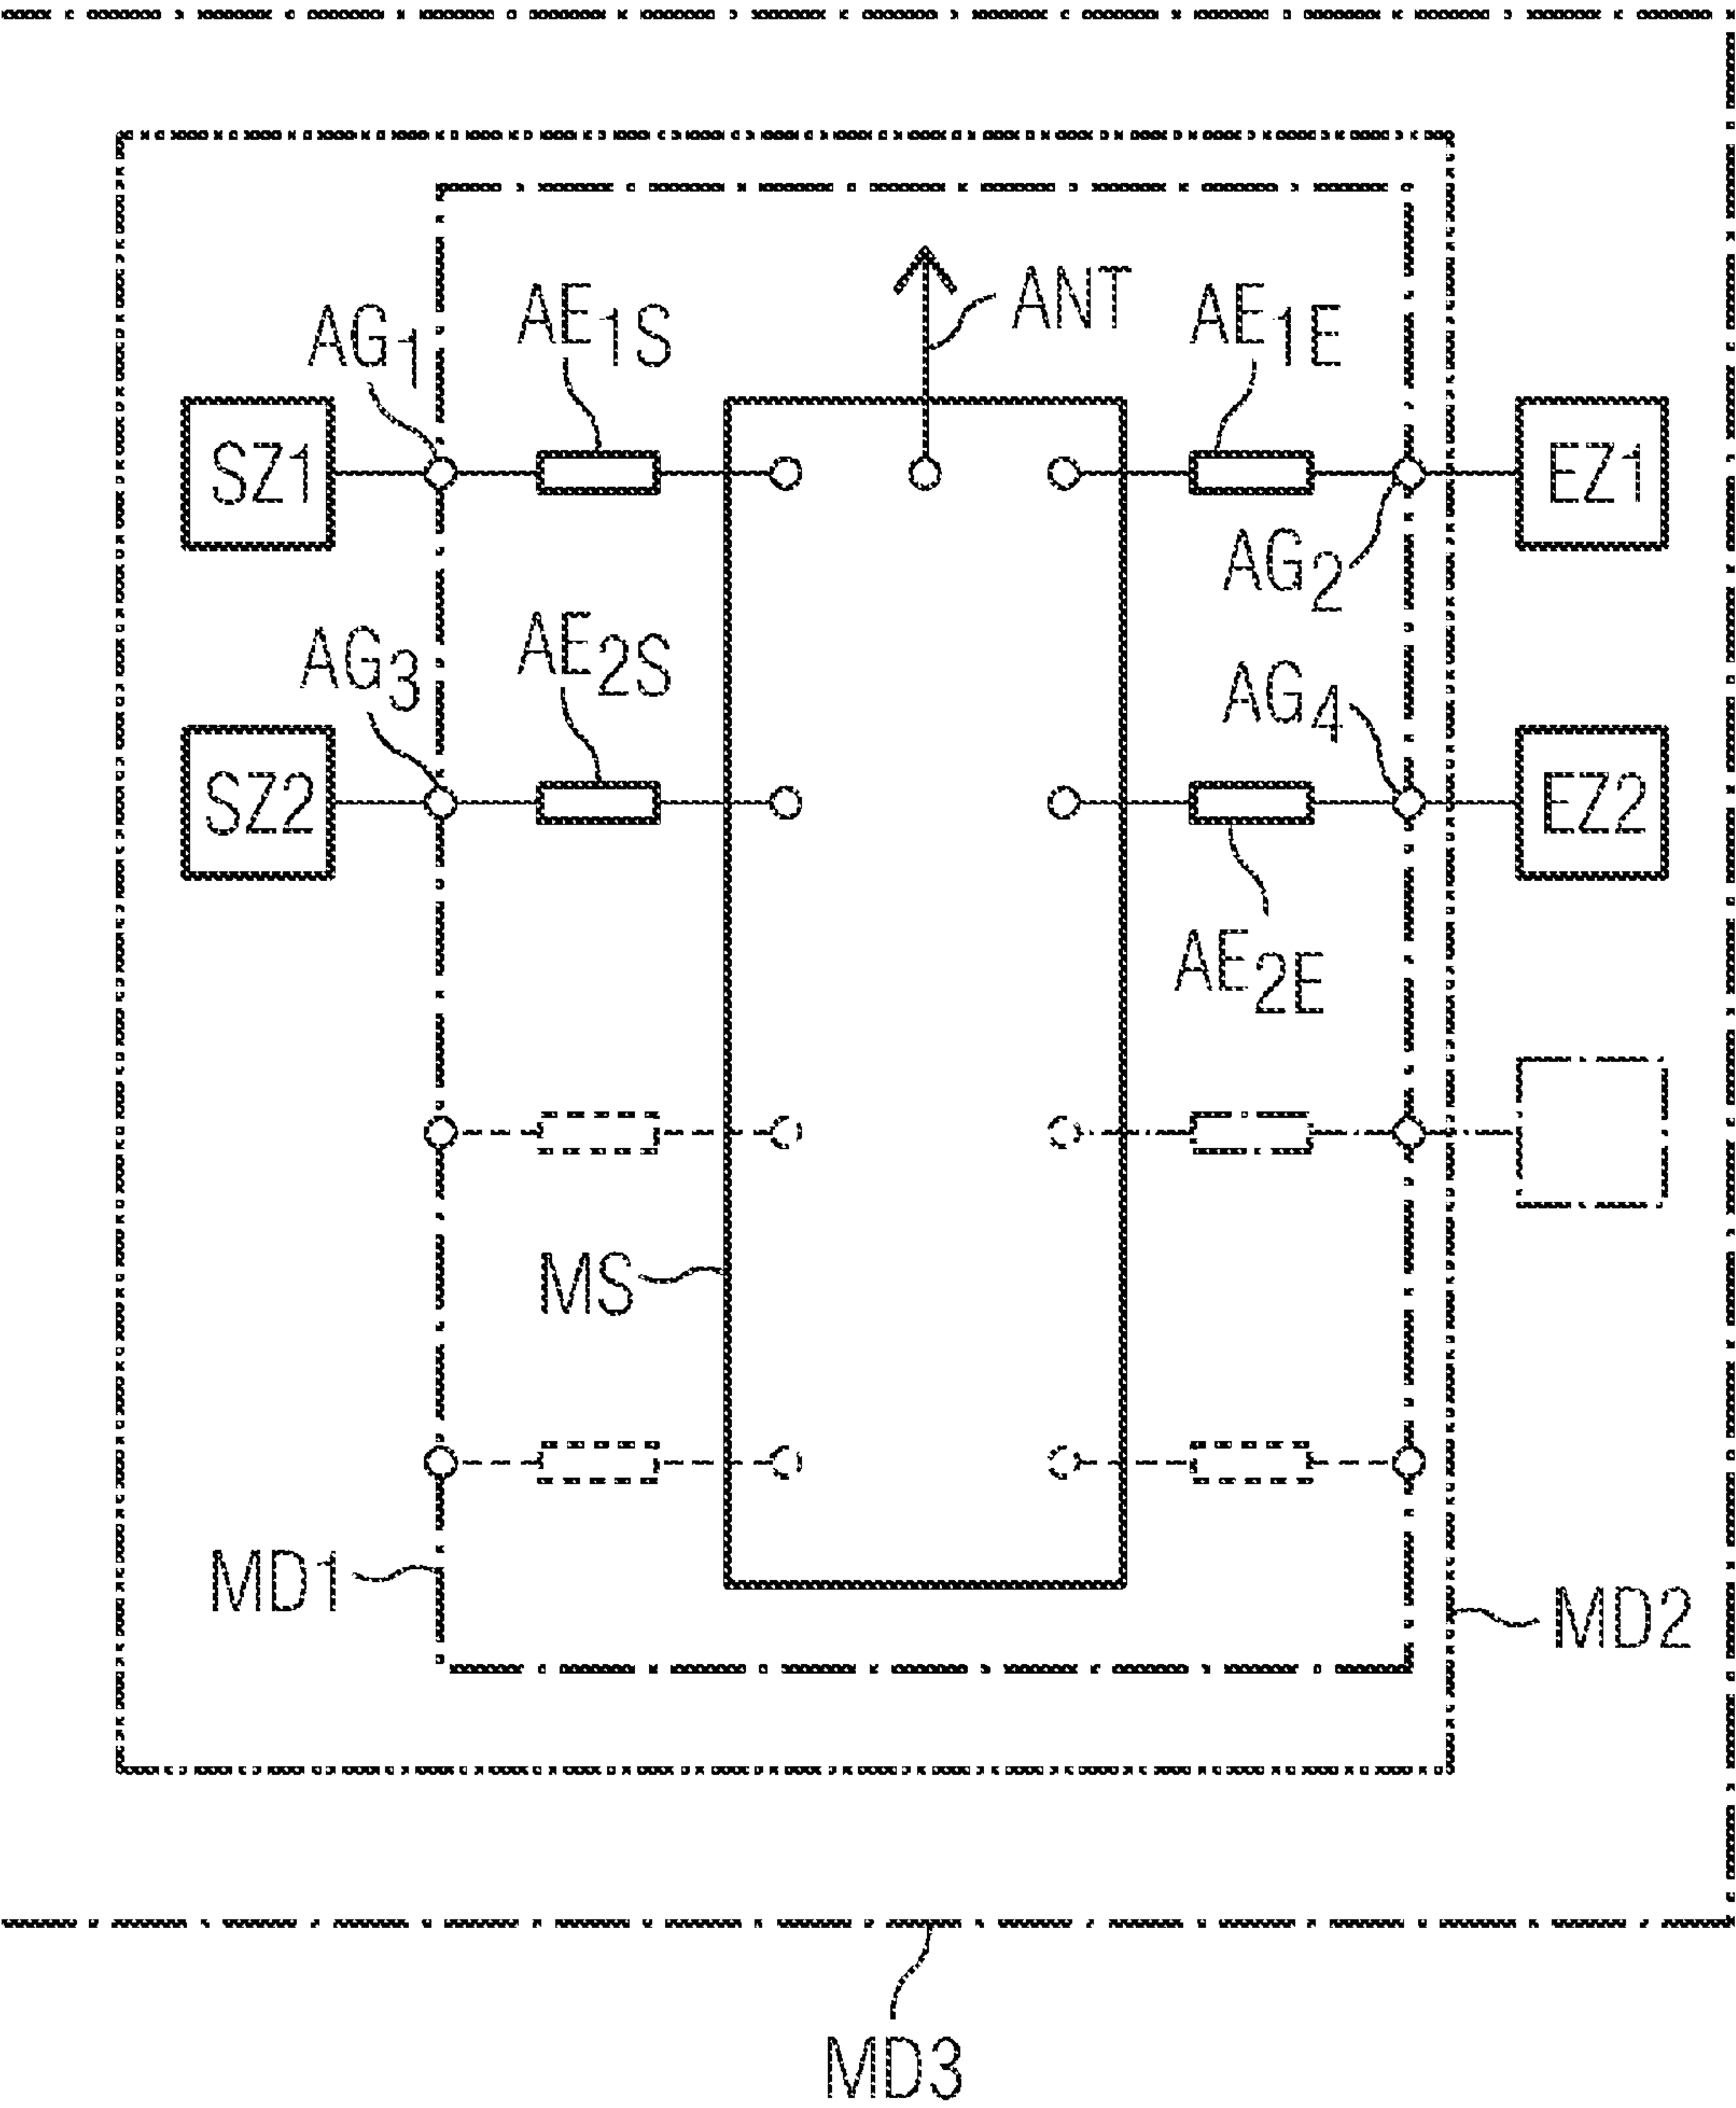 ANT
AE1S
AE1E
AG1
SZ1
EZ1
AG2
AE2S
AG3
AG4
SZ2
EZ2
AE2E
MS
MD1
MD2
MD3